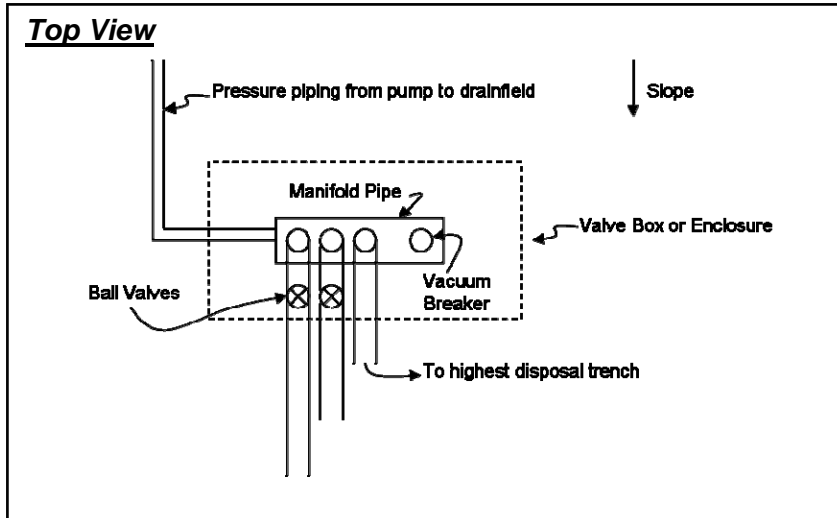 Top View
Pressure piping from pump to drainfield
Slope
Manifold Pipe
Valve Box or Enclosure
Ball Valves
Vacuum
Breaker
To highest disposal trench